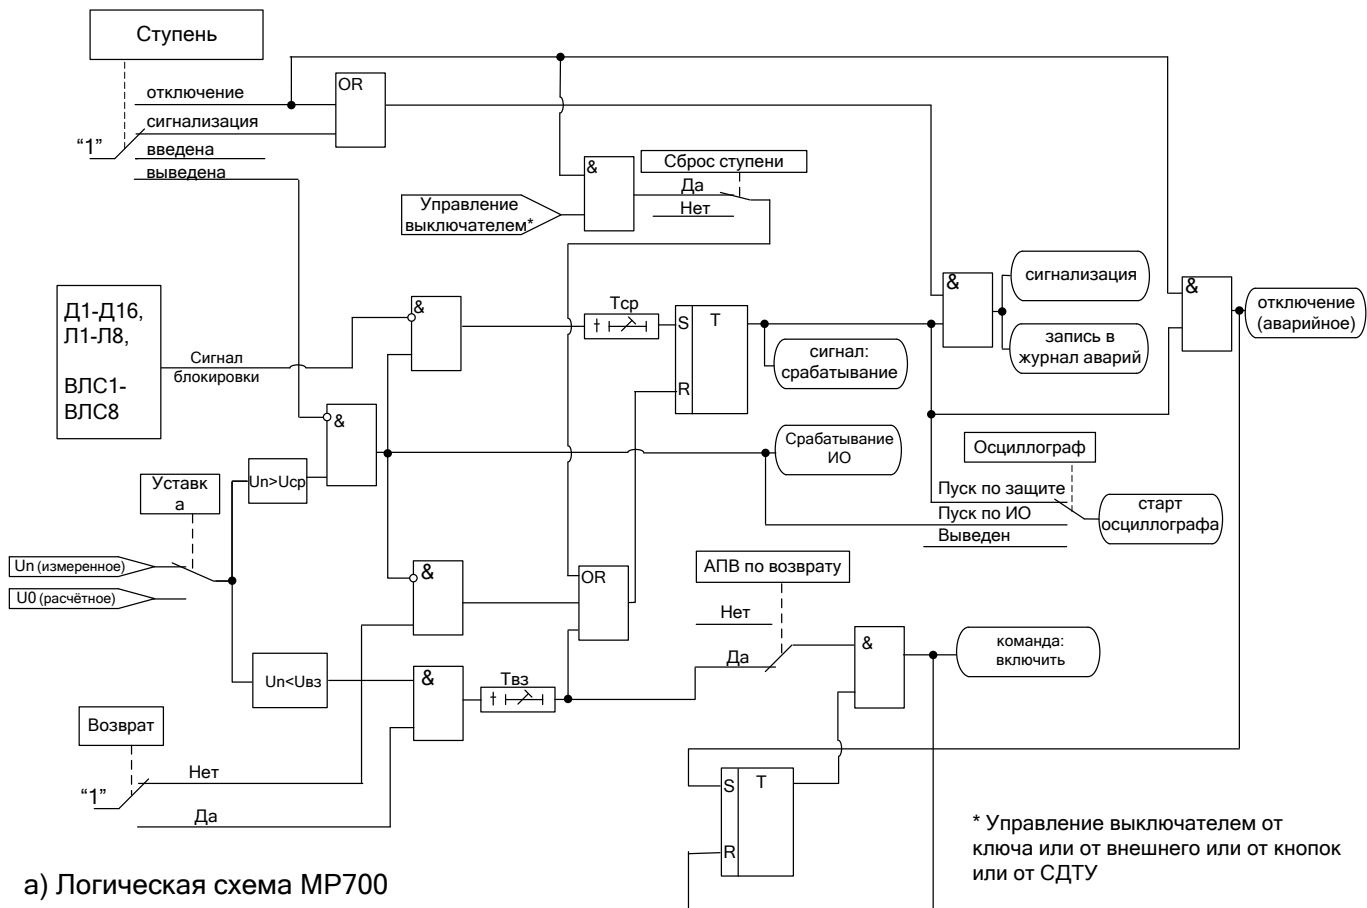 Ступень
отключение
OR
сигнализация
“1”
введена
выведена
&
Сброс ступени
Да
Нет
Управление
выключателем*
Д1-Д16,
Л1-Л8,
ВЛС1-
ВЛС8
Сигнал
блокировки
&
Тср
S
T
R
сигнал:
срабатывание
&
сигнализация
запись в
журнал аварий
&
отключение
(аварийное)
&
Срабатывание
ИО
Осциллограф
Пуск по защите
Пуск по ИО
Выведен
старт
осциллографа
Уставк
а
Un>Uср
Un (измеренное)
U0 (расчётное)
&
OR
АПВ по возврату
Нет
Да
&
команда:
включить
Un<Uвз
&
Твз
Возврат
“1”
Нет
Да
S
T
R
* Управление выключателем от
ключа или от внешнего или от кнопок
или от СДТУ
а) Логическая схема МР700